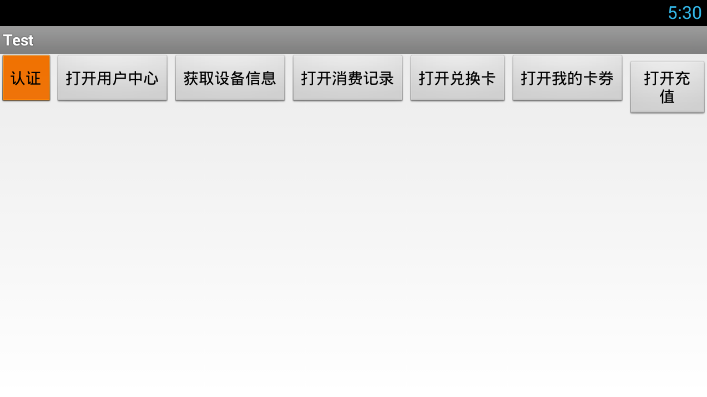 5:30
Test
认证
打开用户中心
获取设备信息
打开消费记录
打开兑换卡
打开我的卡券
打开充
值